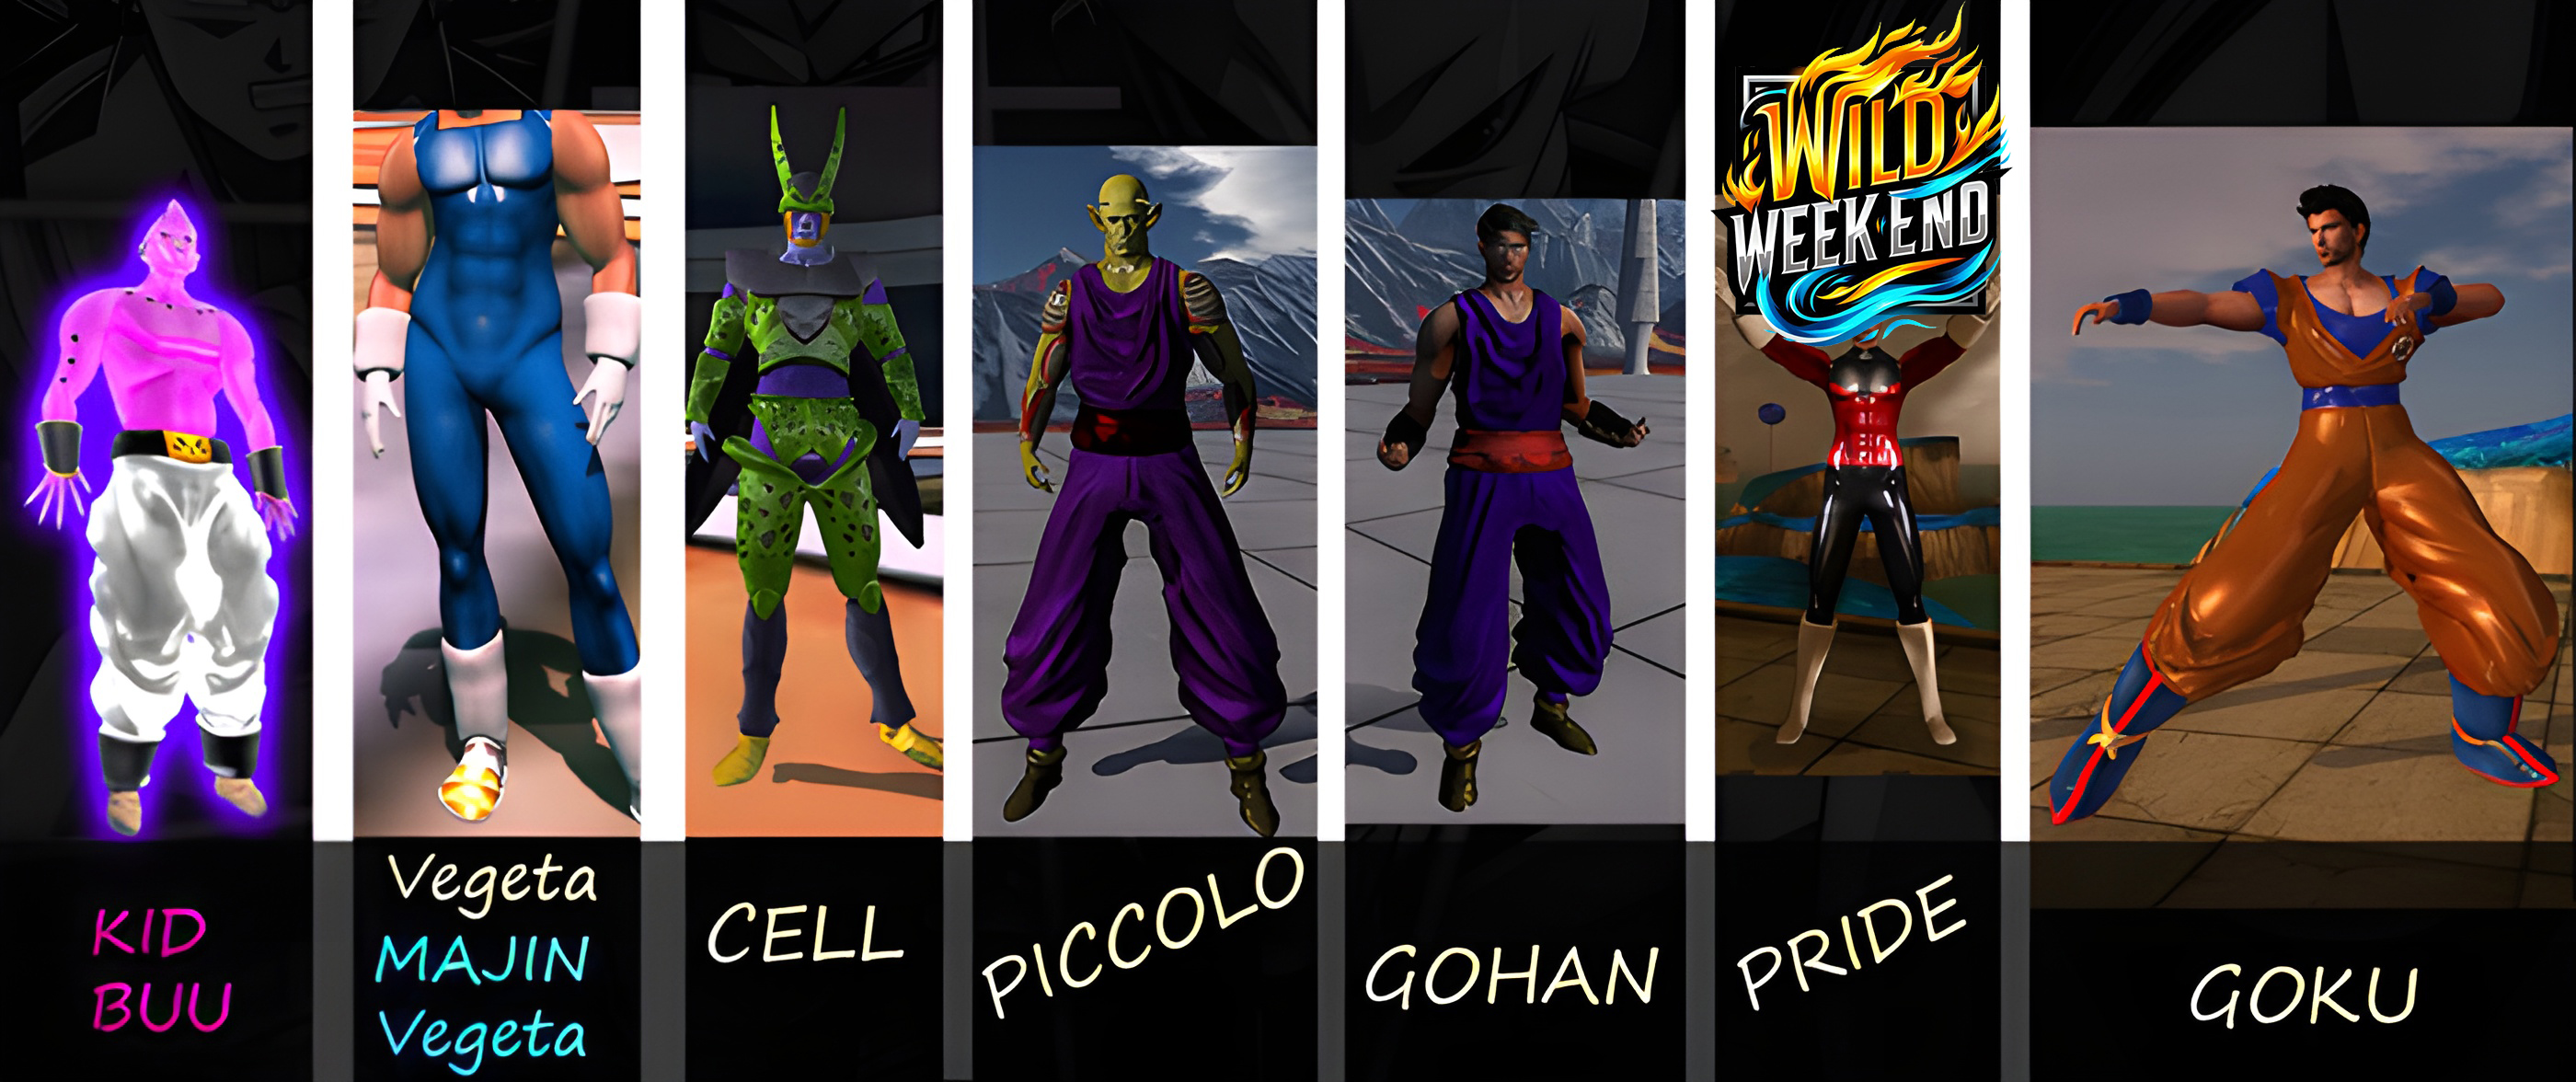 KID
BUU
Vegeta
MAJIN
Vegeta
CELL
PICCOLO
GOHAN
WILD
WEEK END
PRIDE
GOKU